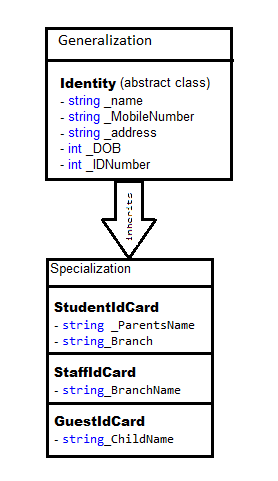 Generalization
Identity (abstract class)
- string _name
- string _MobileNumber
- string _address
- int _DOB
- int _IDNumber
inherits
Specialization
StudentIdCard
- string _ParentsName
- string_Branch
StaffIdCard
- string_BranchName
GuestIdCard
- string_ChildName